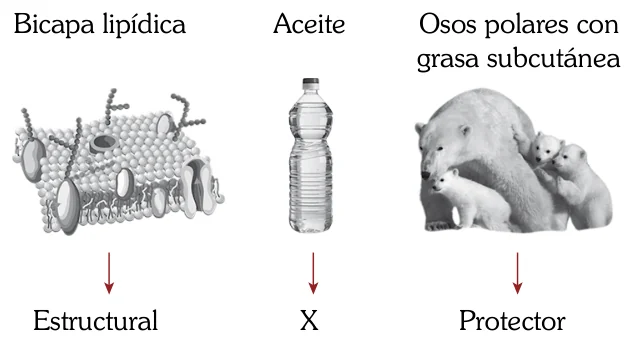 Bicapa lipídica
Aceite
Osos polares con
grasa subcutánea
Estructural
X
Protector